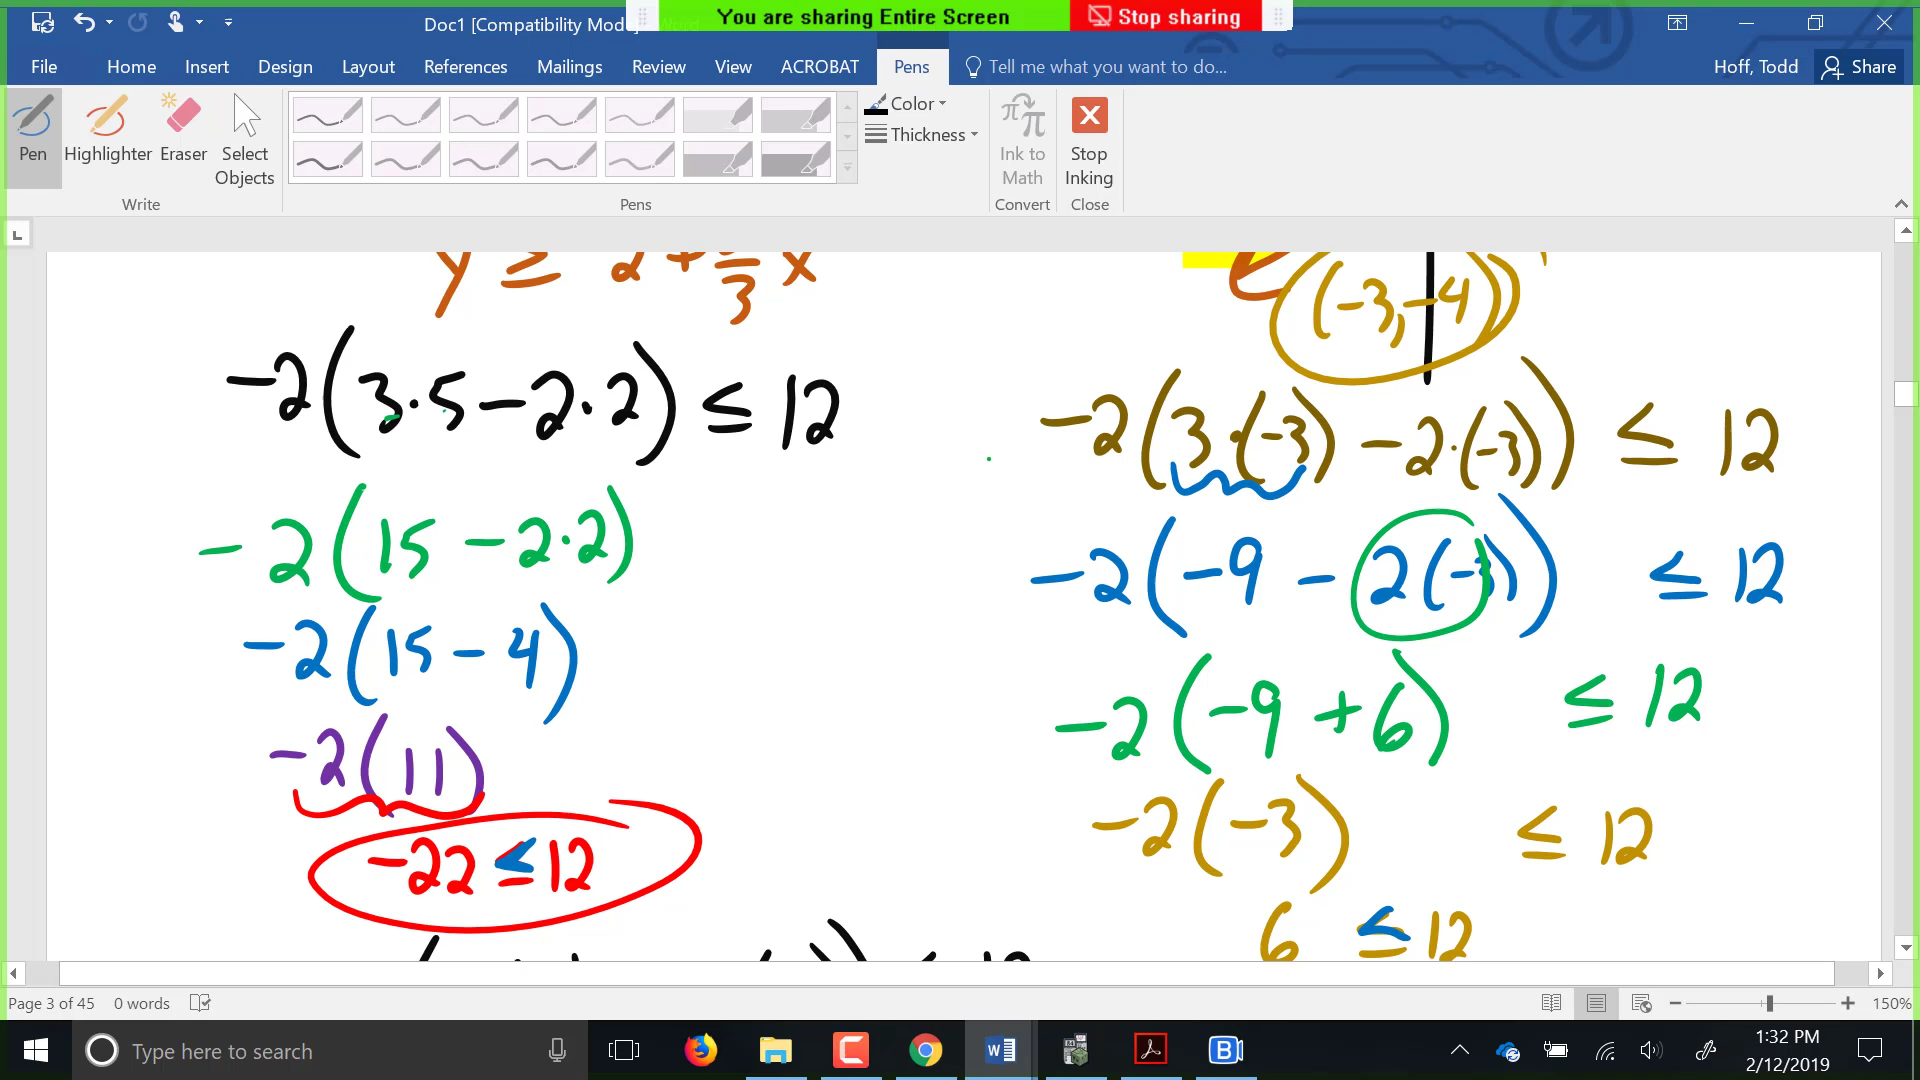 Doc1 [Compatibility Mod
You are sharing Entire Screen
Stop sharing
File Home Insert Design Layout References Mailings Review View ACROBAT Pens Tell me what you want to do... Hoff, Todd Share
Pen Highlighter Eraser Select Objects
Color
Thickness
Ink to Math
Stop Inking
Write Pens Convert Close
y ≥ 2 + 3 x
(-3, -4)
-2(3·5-2·2) ≤ 12
-2(15-2·2)
-2(15-4)
-2(11)
-22 ≤ 12
-2(3·(-3) -2·(-3)) ≤ 12
-2(-9 - 2(-3)) ≤ 12
-2(-9+6) ≤ 12
-2(-3) ≤ 12
6 ≤ 12
Page 3 of 45 0 words 150%
Type here to search
1:32 PM
2/12/2019